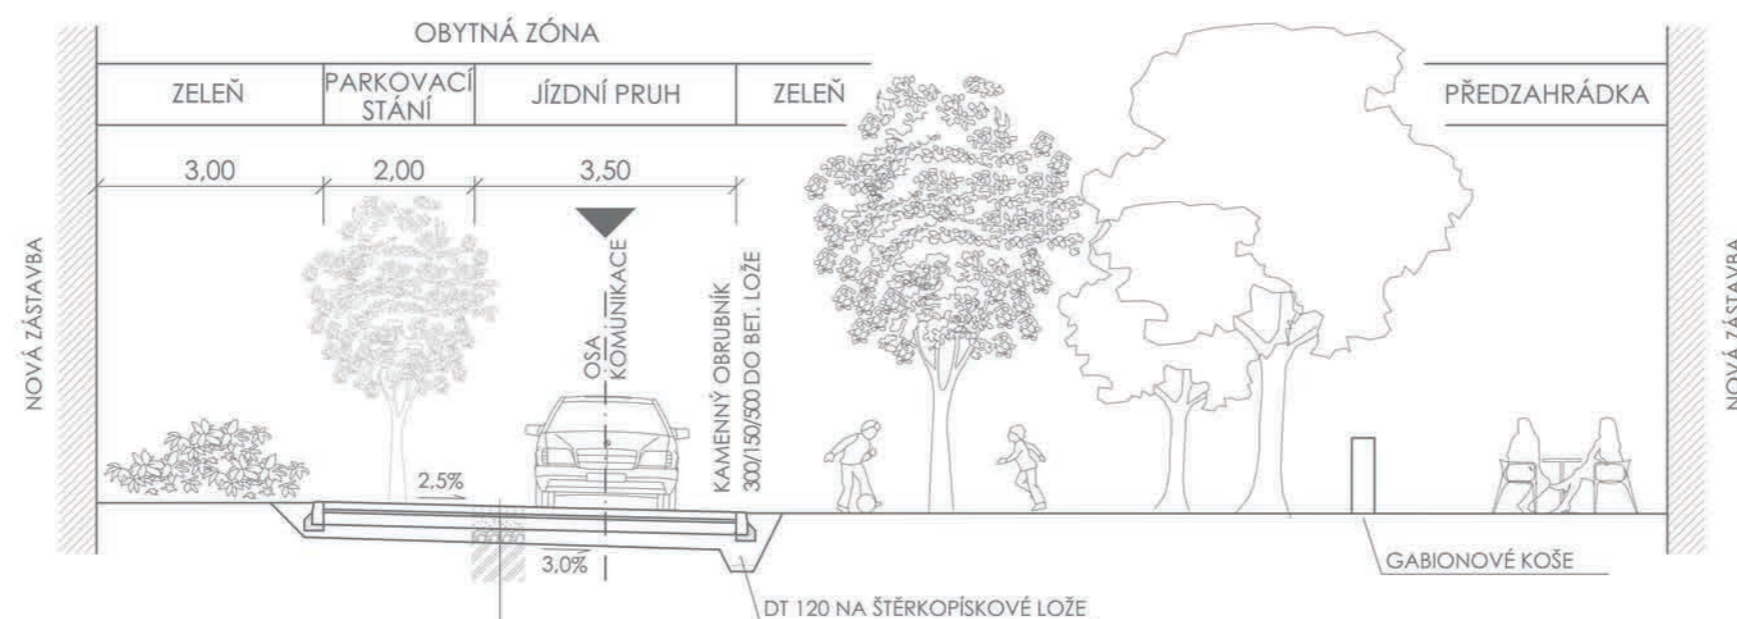 OBYTNÁ ZÓNA
ZELEŇ
PARKOVACÍ
STÁNÍ
JÍZDNÍ PRUH
ZELEŇ
PŘEDZAHRÁDKA
3,00
2,00
3,50
NOVÁ ZÁSTAVBA
OSA
KOMUNIKACE
KAMENNÝ OBRUBNÍK
300/150/500 DO BET. LOŽE
NOVÁ ZÁSTAVBA
2,5%
3,0%
GABIONOVÉ KOŠE
DT 120 NA ŠTĚRKOPÍSKOVÉ LOŽE